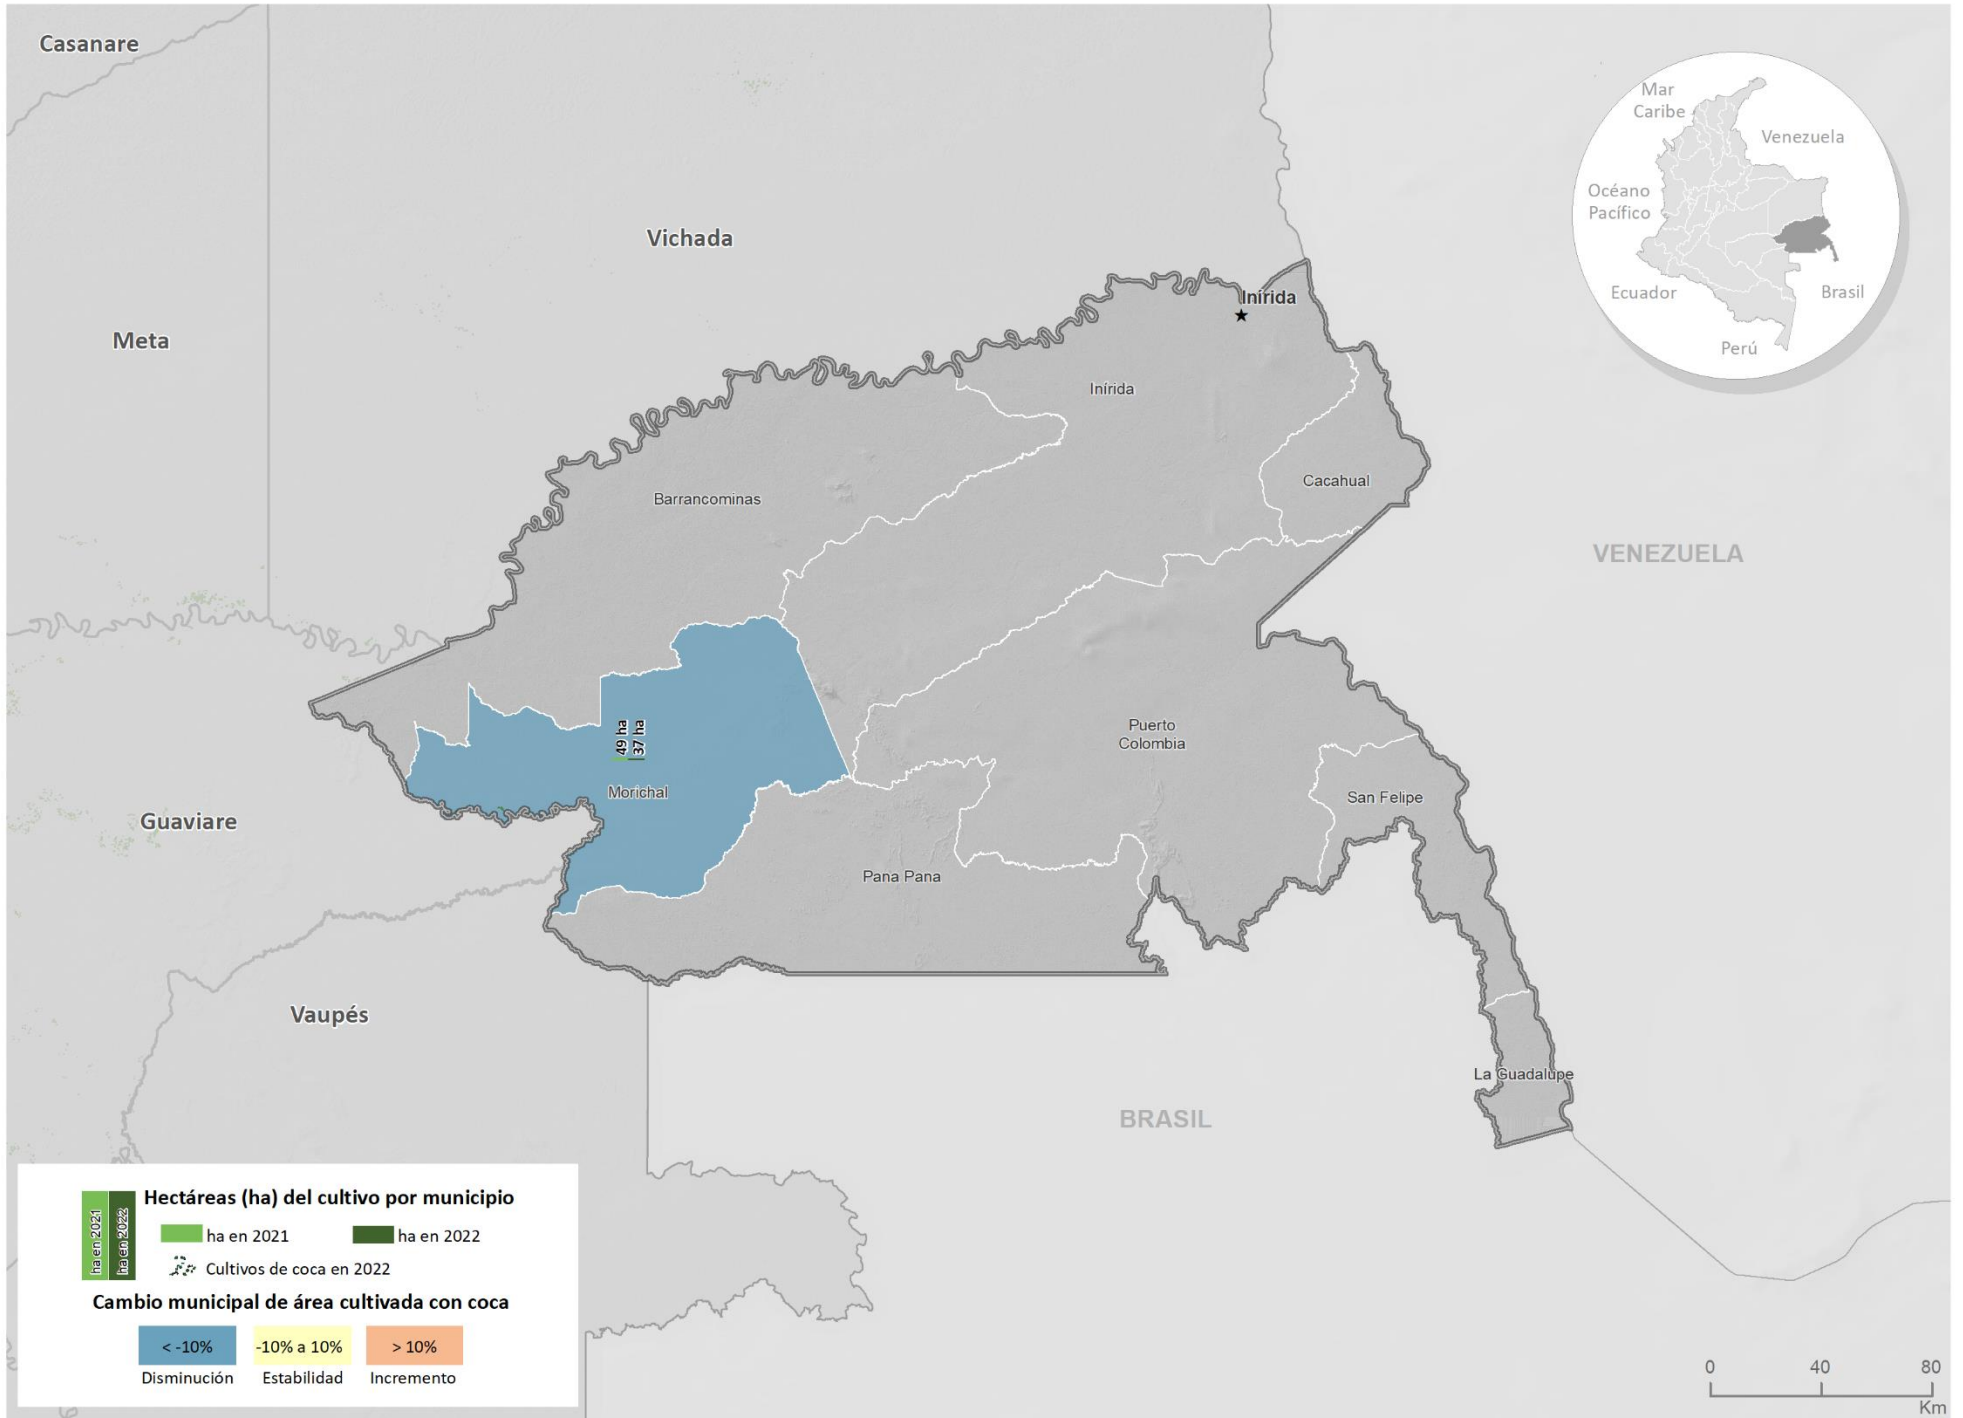 Casanare
Mar
Caribe
Venezuela
Océano
Pacífico
Ecuador
Brasil
Perú
Vichada
Meta
Inírida
Inírida
Barrancominas
Cacahual
VENEZUELA
49 ha
37 ha
Morichal
Puerto
Colombia
San Felipe
Guaviare
Pana Pana
Vaupés
La Guadalupe
BRASIL
Hectáreas (ha) del cultivo por municipio
ha en 2021
ha en 2022
ha en 2021
ha en 2022
Cultivos de coca en 2022
Cambio municipal de área cultivada con coca
< -10%
-10% a 10%
> 10%
Disminución
Estabilidad
Incremento
0
40
80
Km